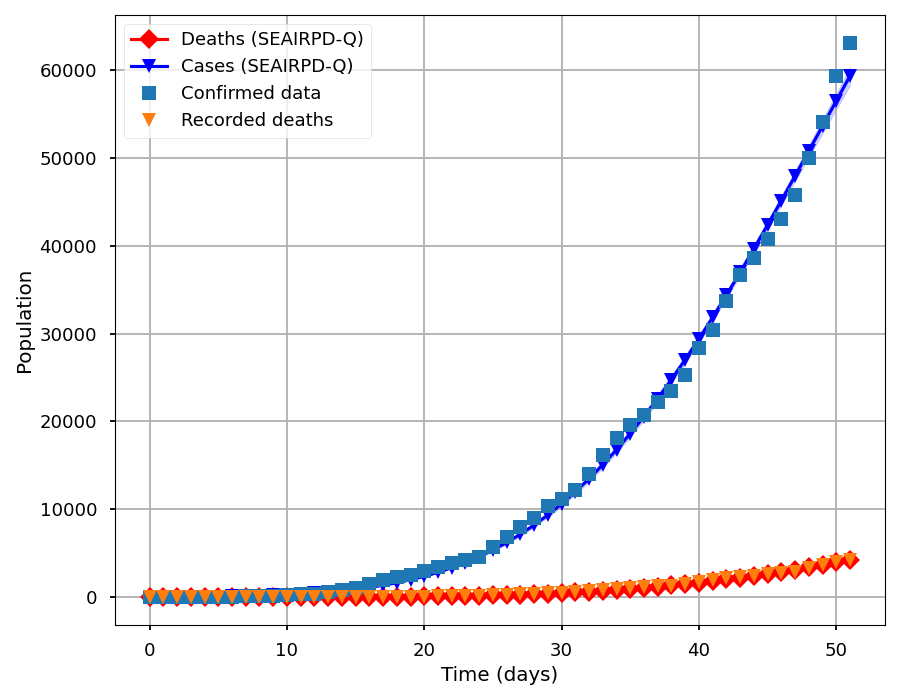 Deaths (SEAIRPD-Q)
Cases (SEAIRPD-Q)
Confirmed data
Recorded deaths
60000
50000
40000
30000
20000
10000
0
Population
0 10 20 30 40 50
Time (days)